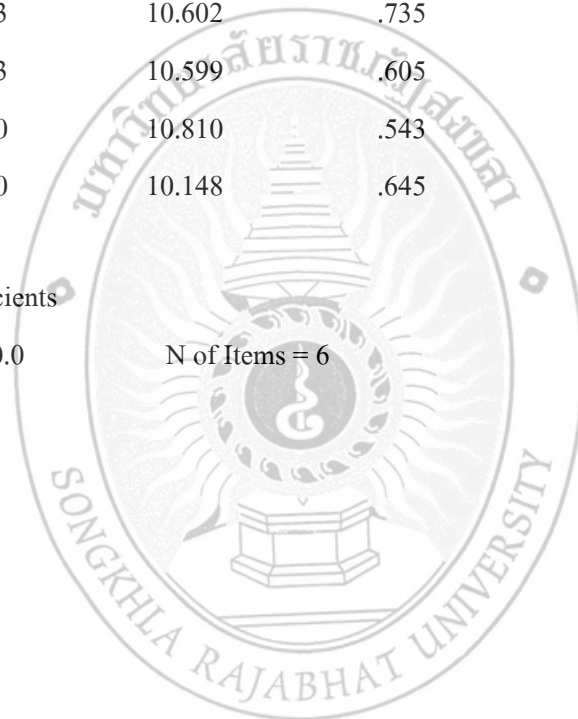 3 10.602 .735
3 10.599 .605
0 10.810 .543
0 10.148 .645
cients
0.0 N of Items = 6
มหาวิทยาลัยราชภัฏสงขลา
SONGKHLA RAJABHAT UNIVERSITY